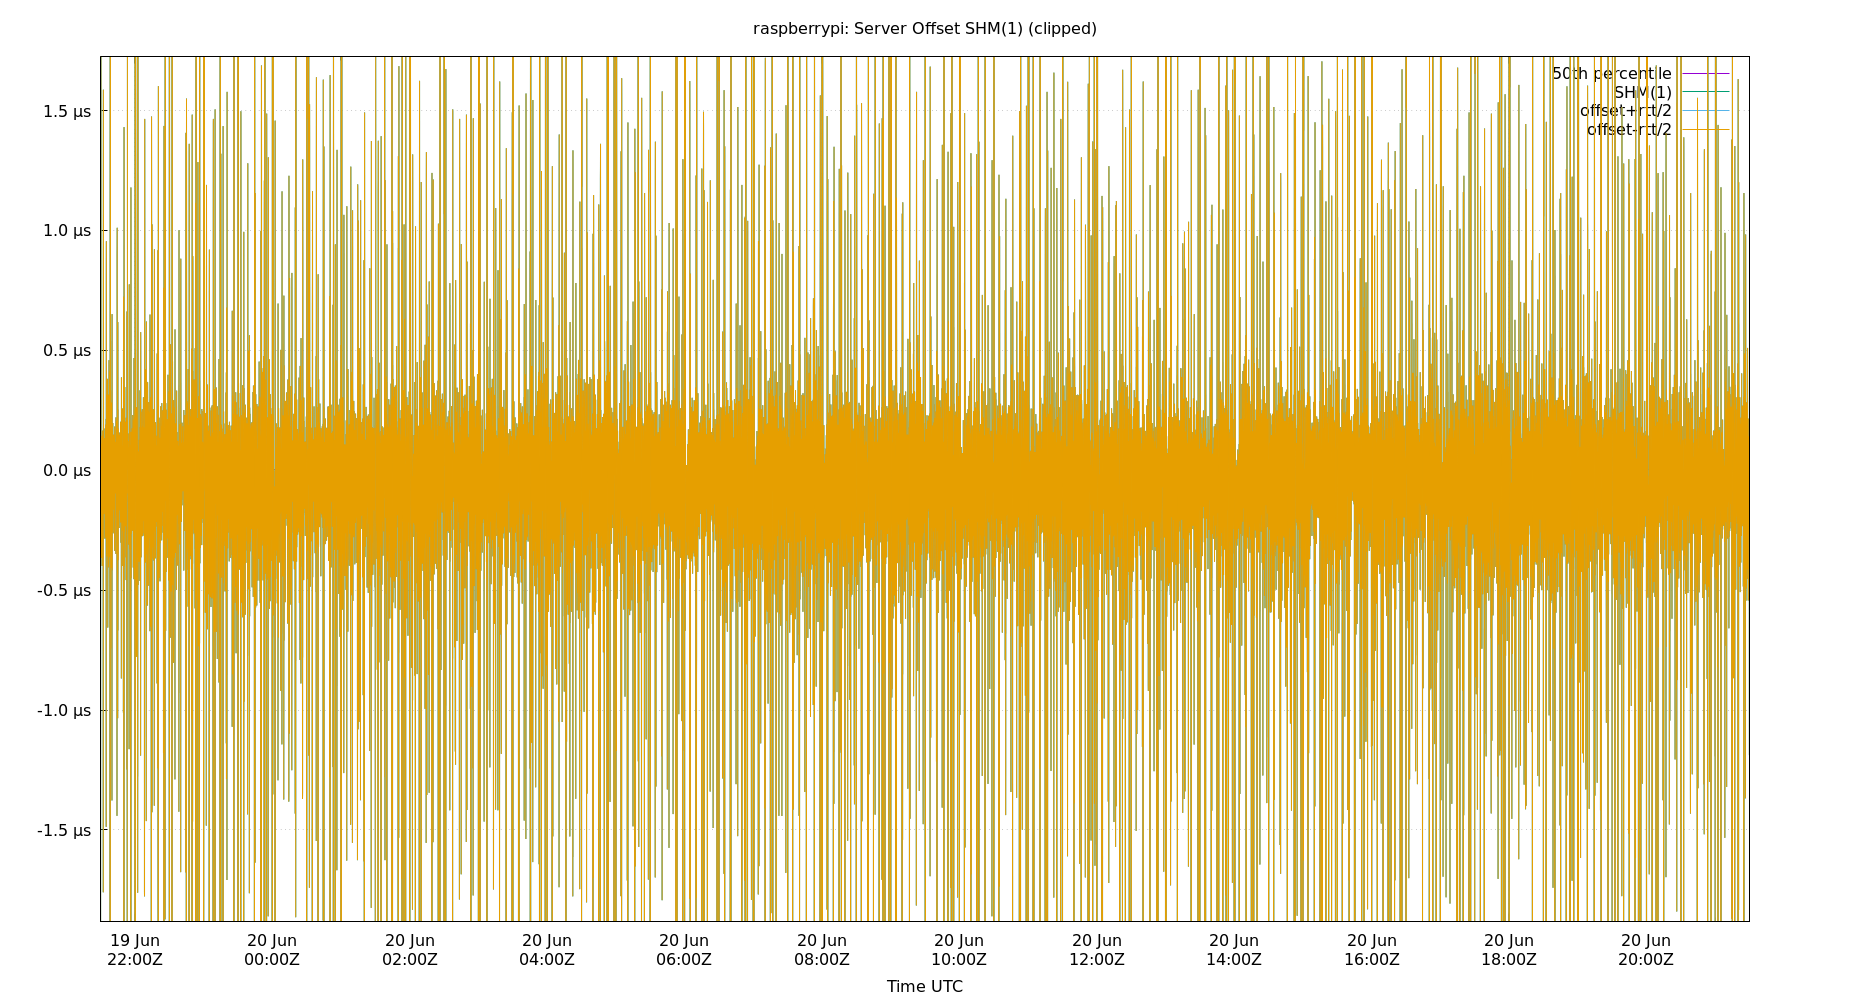 raspberrypi: Server Offset SHM(1) (clipped)
50th percentile
SHM(1)
offset+rtt/2
offset-rtt/2
1.5 µs
1.0 µs
0.5 µs
0.0 µs
-0.5 µs
-1.0 µs
-1.5 µs
19 Jun 20 Jun 20 Jun 20 Jun 20 Jun 20 Jun 20 Jun 20 Jun 20 Jun 20 Jun 20 Jun 20 Jun
22:00Z 00:00Z 02:00Z 04:00Z 06:00Z 08:00Z 10:00Z 12:00Z 14:00Z 16:00Z 18:00Z 20:00Z
Time UTC